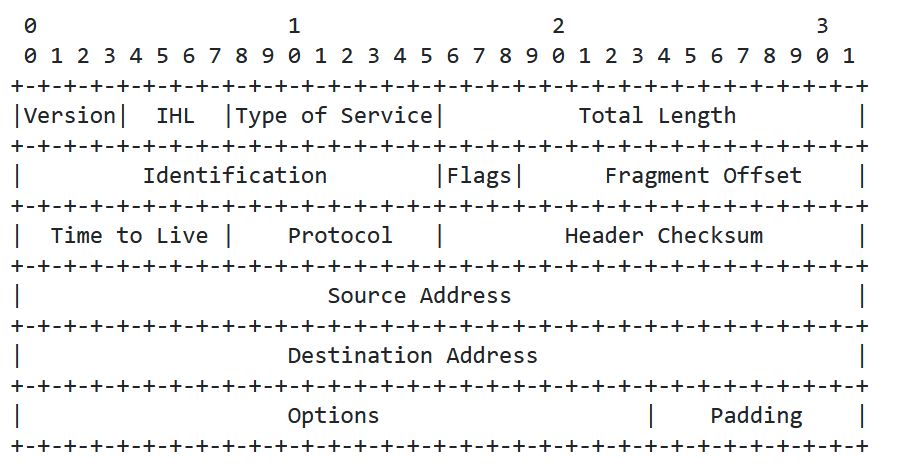 0                   1                   2                   3
 0 1 2 3 4 5 6 7 8 9 0 1 2 3 4 5 6 7 8 9 0 1 2 3 4 5 6 7 8 9 0 1
+-+-+-+-+-+-+-+-+-+-+-+-+-+-+-+-+-+-+-+-+-+-+-+-+-+-+-+-+-+-+-+-+
|Version|  IHL  |Type of Service|          Total Length         |
+-+-+-+-+-+-+-+-+-+-+-+-+-+-+-+-+-+-+-+-+-+-+-+-+-+-+-+-+-+-+-+-+
|         Identification        |Flags|      Fragment Offset    |
+-+-+-+-+-+-+-+-+-+-+-+-+-+-+-+-+-+-+-+-+-+-+-+-+-+-+-+-+-+-+-+-+
|  Time to Live |    Protocol   |         Header Checksum       |
+-+-+-+-+-+-+-+-+-+-+-+-+-+-+-+-+-+-+-+-+-+-+-+-+-+-+-+-+-+-+-+-+
|                       Source Address                          |
+-+-+-+-+-+-+-+-+-+-+-+-+-+-+-+-+-+-+-+-+-+-+-+-+-+-+-+-+-+-+-+-+
|                    Destination Address                        |
+-+-+-+-+-+-+-+-+-+-+-+-+-+-+-+-+-+-+-+-+-+-+-+-+-+-+-+-+-+-+-+-+
|                    Options                    |    Padding    |
+-+-+-+-+-+-+-+-+-+-+-+-+-+-+-+-+-+-+-+-+-+-+-+-+-+-+-+-+-+-+-+-+